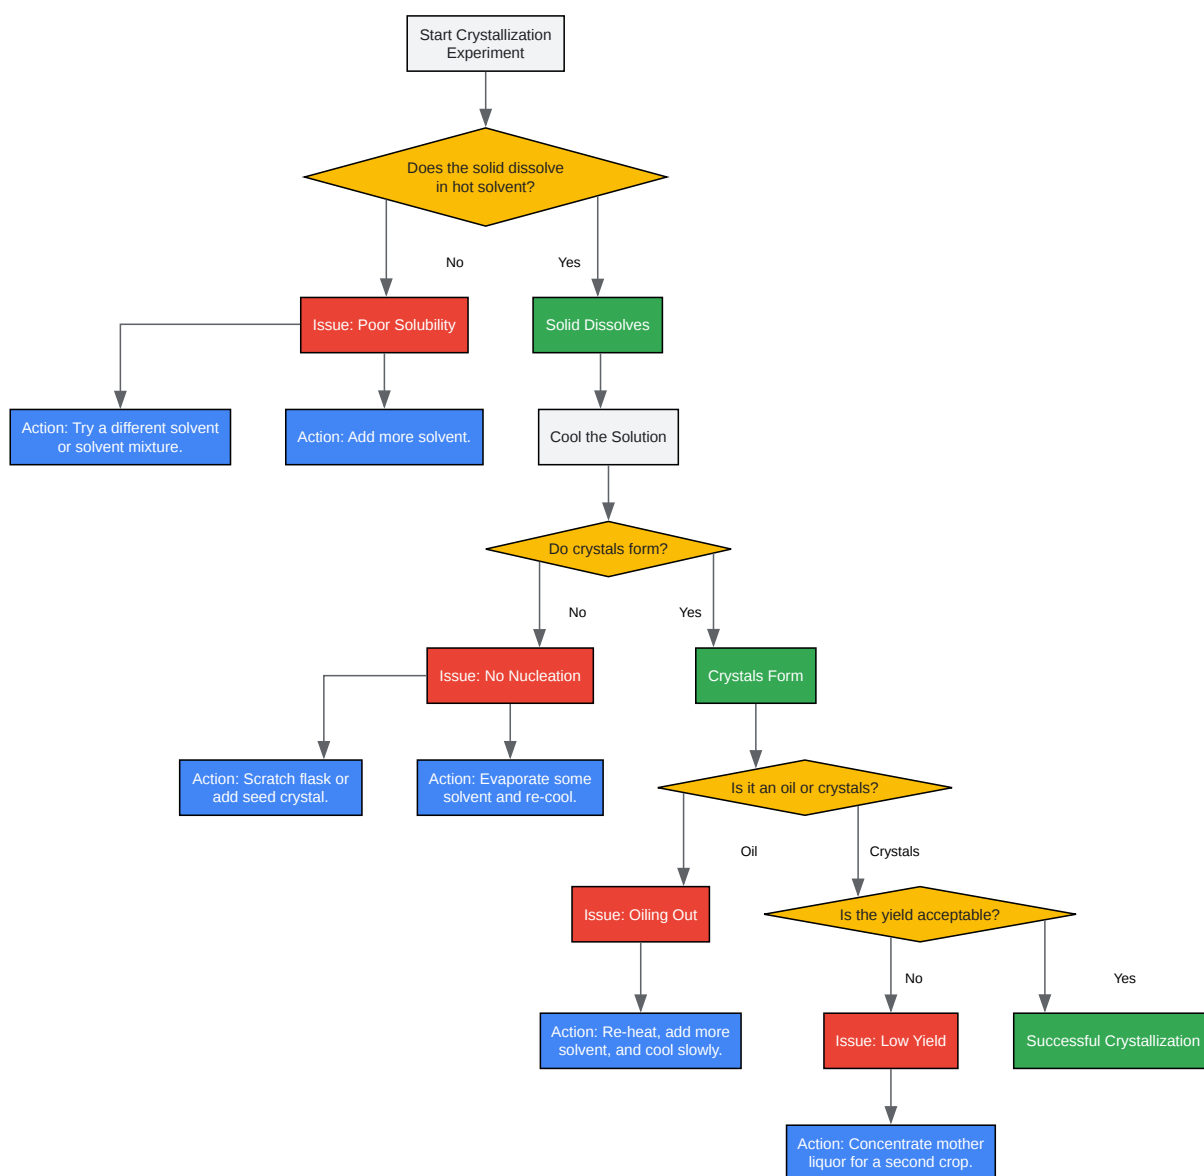 Start Crystallization
Experiment
Does the solid dissolve
in hot solvent?
No
Yes
Issue: Poor Solubility
Solid Dissolves
Action: Try a different solvent
or solvent mixture.
Action: Add more solvent.
Cool the Solution
Do crystals form?
No
Yes
Issue: No Nucleation
Crystals Form
Action: Scratch flask or
add seed crystal.
Action: Evaporate some
solvent and re-cool.
Is it an oil or crystals?
Oil
Crystals
Issue: Oiling Out
Is the yield acceptable?
No
Yes
Action: Re-heat, add more
solvent, and cool slowly.
Issue: Low Yield
Successful Crystallization
Action: Concentrate mother
liquor for a second crop.